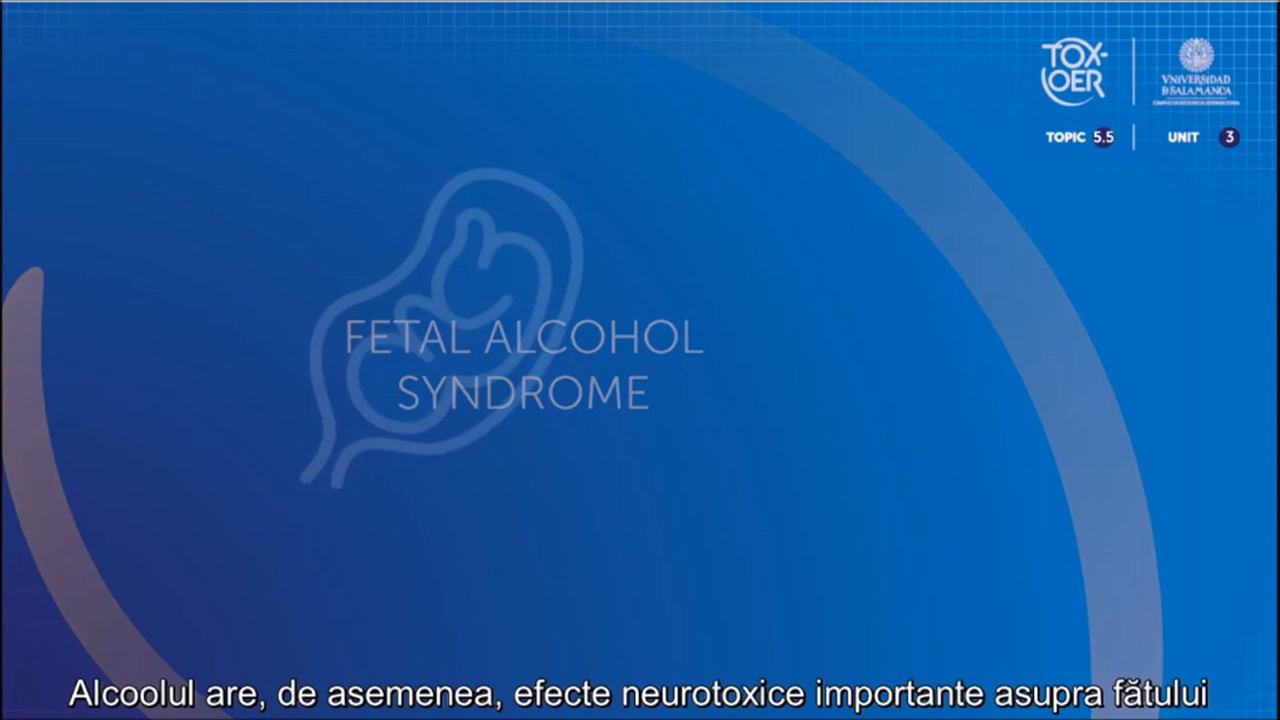 TOX-
OER
VNIVERSIDAD
D SALAMANCA
TOPIC 5.5
UNIT 3
FETAL ALCOHOL
SYNDROME
Alcoolul are, de asemenea, efecte neurotoxice importante asupra fătului